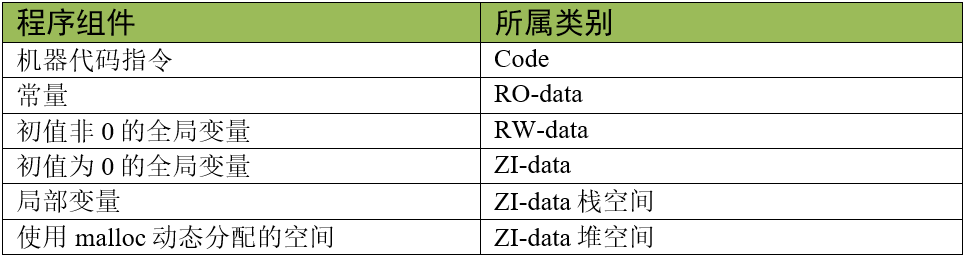 程序组件 所属类别
机器代码指令 Code
常量 RO-data
初值非 0 的全局变量 RW-data
初值为 0 的全局变量 ZI-data
局部变量 ZI-data 栈空间
使用 malloc 动态分配的空间 ZI-data 堆空间